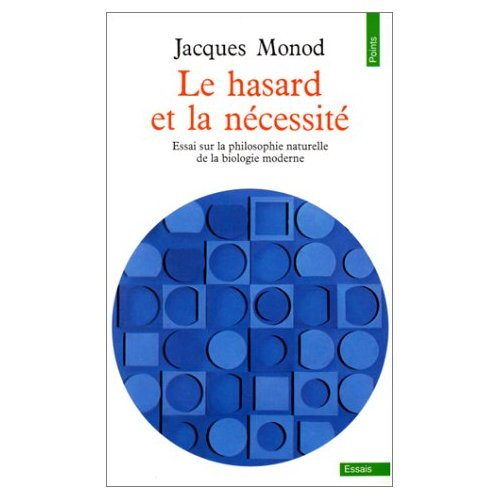 Points
Jacques Monod
Le hasard
et la nécessité
Essai sur la philosophie naturelle
de la biologie moderne
Essais